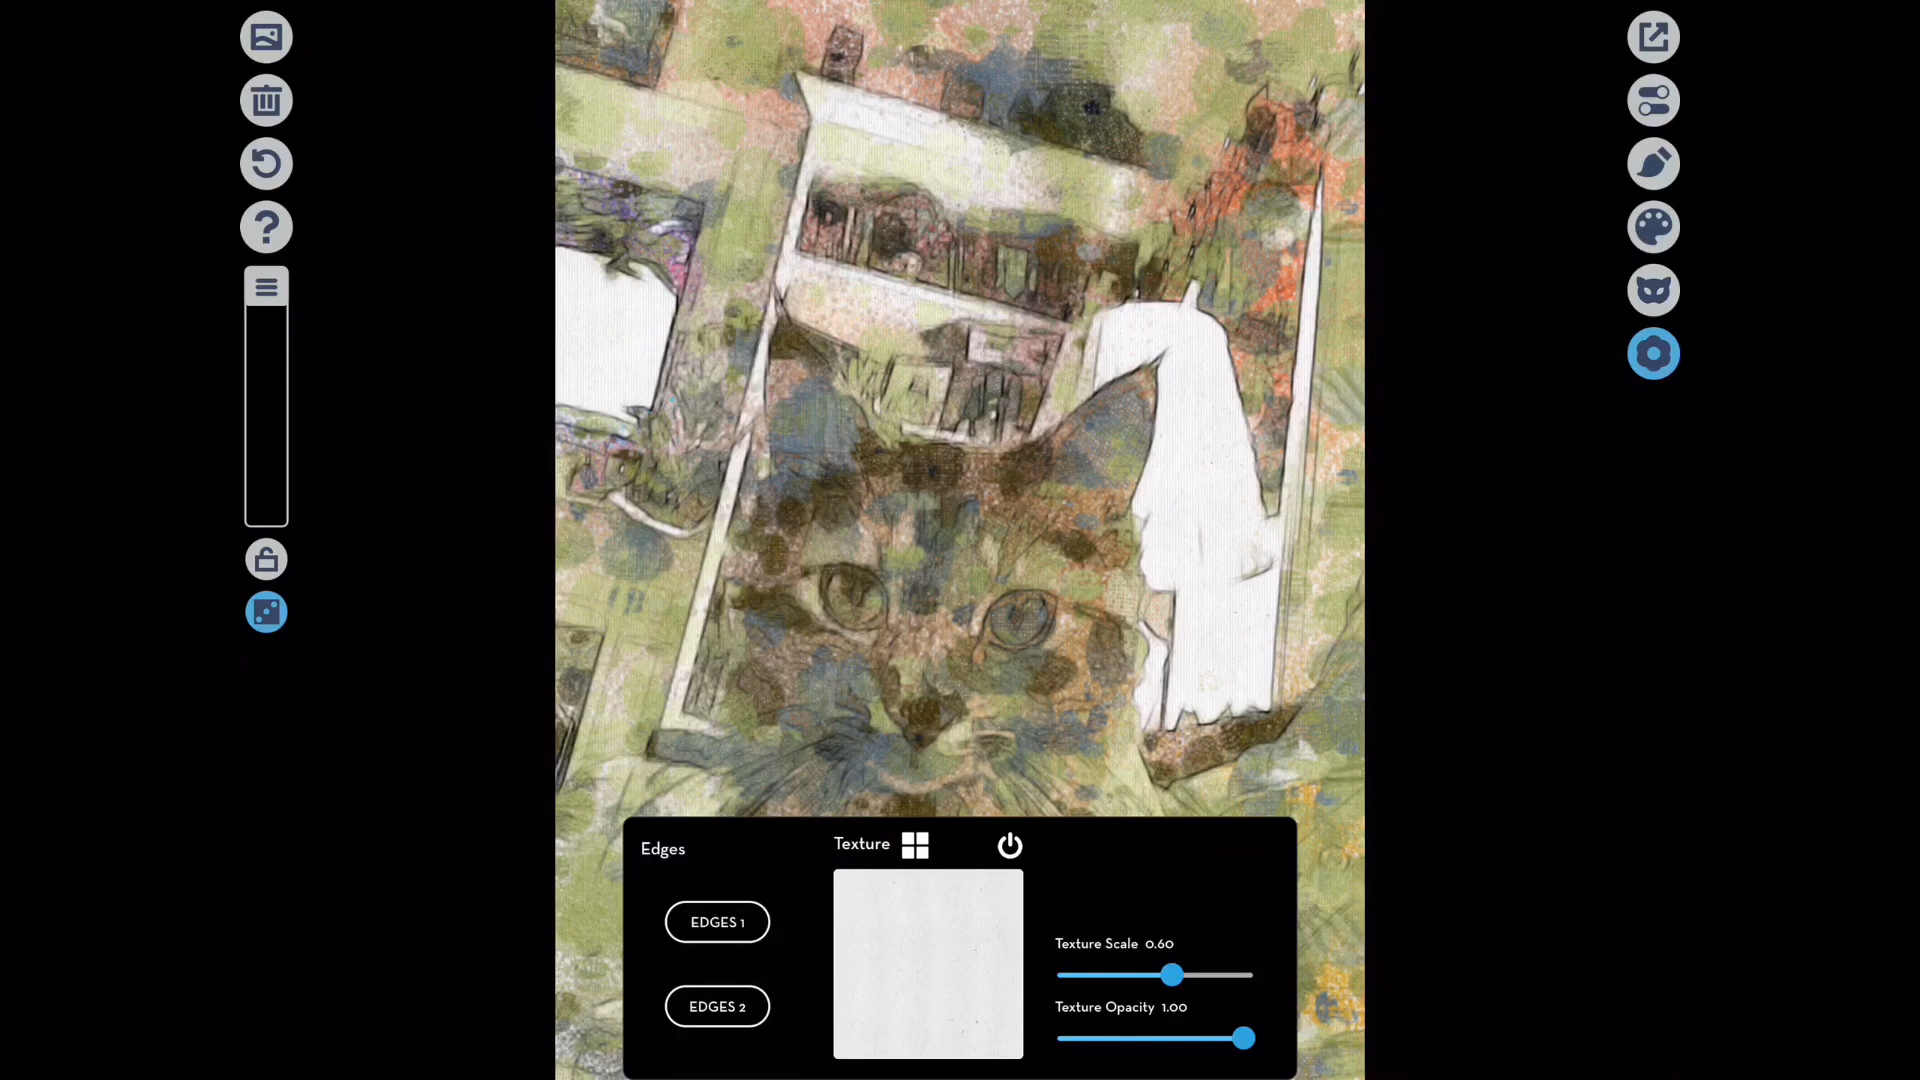 Edges
Texture
EDGES 1
EDGES 2
Texture Scale 0.60
Texture Opacity 1.00